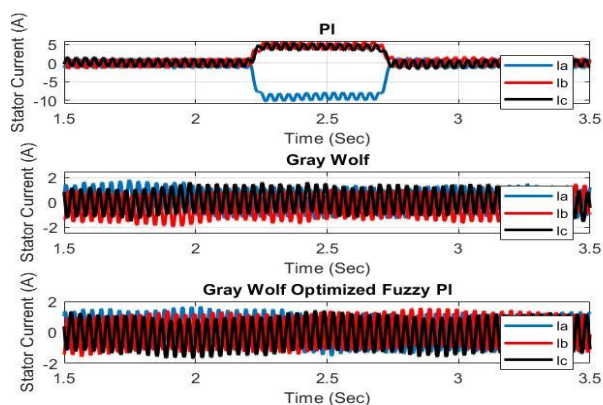 PI
Stator Current (A)
5
0
-5
-10
Ia
Ib
Ic
1.5 2 2.5 3 3.5
Time (Sec)
Gray Wolf
Stator Current (A)
2
0
-2
Ia
Ib
Ic
1.5 2 2.5 3 3.5
Time (Sec)
Gray Wolf Optimized Fuzzy PI
Stator Current (A)
2
0
-2
Ia
Ib
Ic
1.5 2 2.5 3 3.5
Time (Sec)